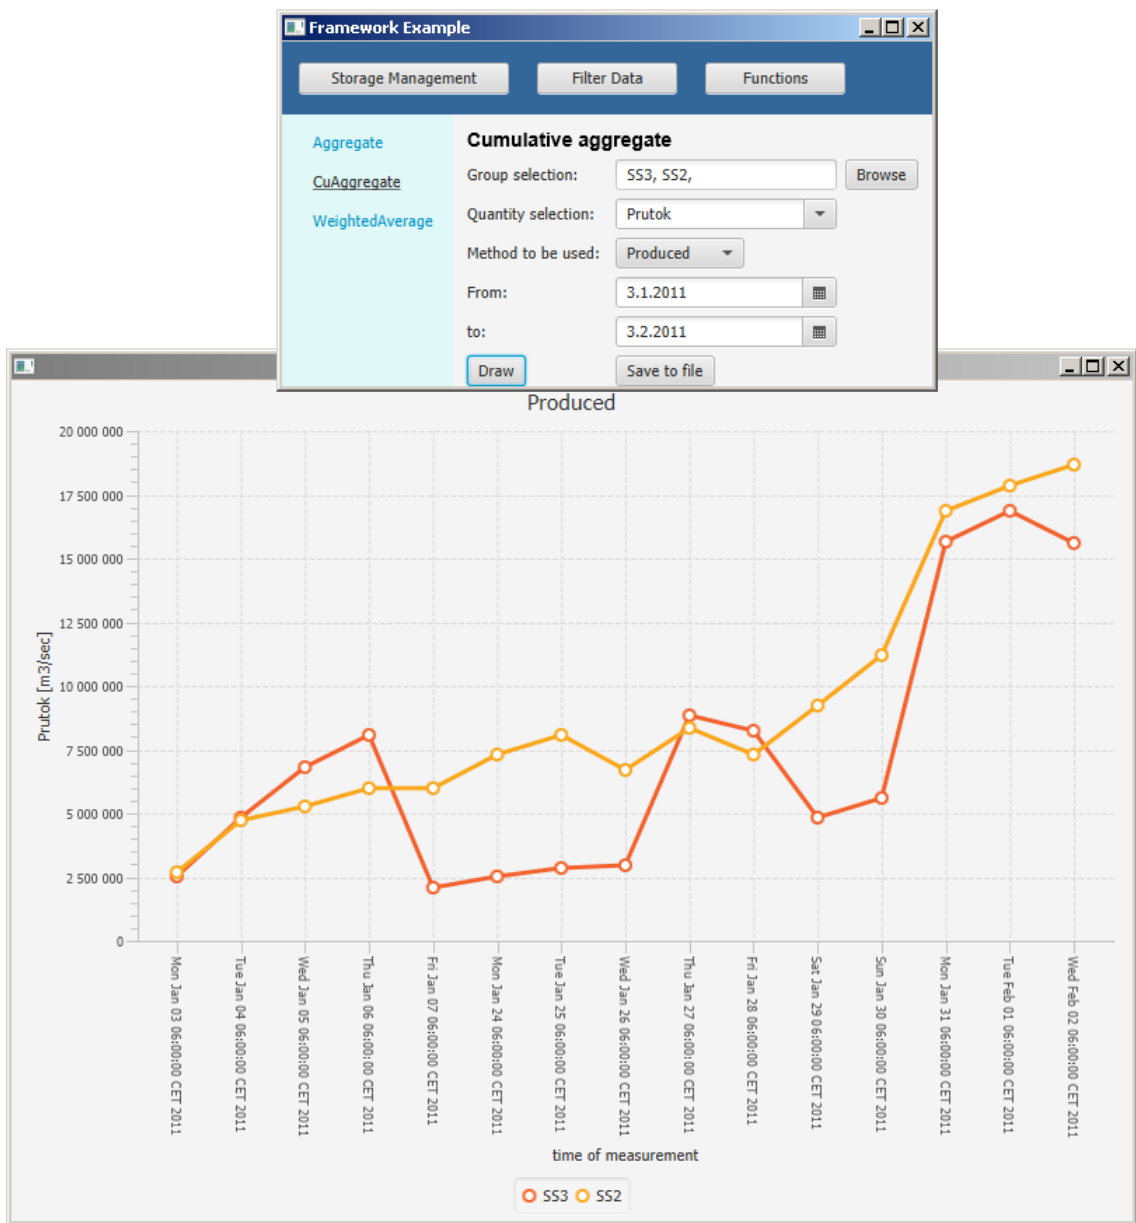 Framework Example
Storage Management Filter Data Functions
Aggregate
CuAggregate
WeightedAverage
Cumulative aggregate
Group selection: SS3, SS2, Browse
Quantity selection: Prutok
Method to be used: Produced
From: 3.1.2011
to: 3.2.2011
Draw Save to file
Produced
20 000 000
17 500 000
15 000 000
12 500 000
10 000 000
7 500 000
5 000 000
2 500 000
0
Prutok [m3/sec]
Mon Jan 03 06:00:00 CET 2011
Tue Jan 04 06:00:00 CET 2011
Wed Jan 05 06:00:00 CET 2011
Thu Jan 06 06:00:00 CET 2011
Fri Jan 07 06:00:00 CET 2011
Mon Jan 24 06:00:00 CET 2011
Tue Jan 25 06:00:00 CET 2011
Wed Jan 26 06:00:00 CET 2011
Thu Jan 27 06:00:00 CET 2011
Fri Jan 28 06:00:00 CET 2011
Sat Jan 29 06:00:00 CET 2011
Sun Jan 30 06:00:00 CET 2011
Mon Jan 31 06:00:00 CET 2011
Tue Feb 01 06:00:00 CET 2011
Wed Feb 02 06:00:00 CET 2011
time of measurement
SS3 SS2